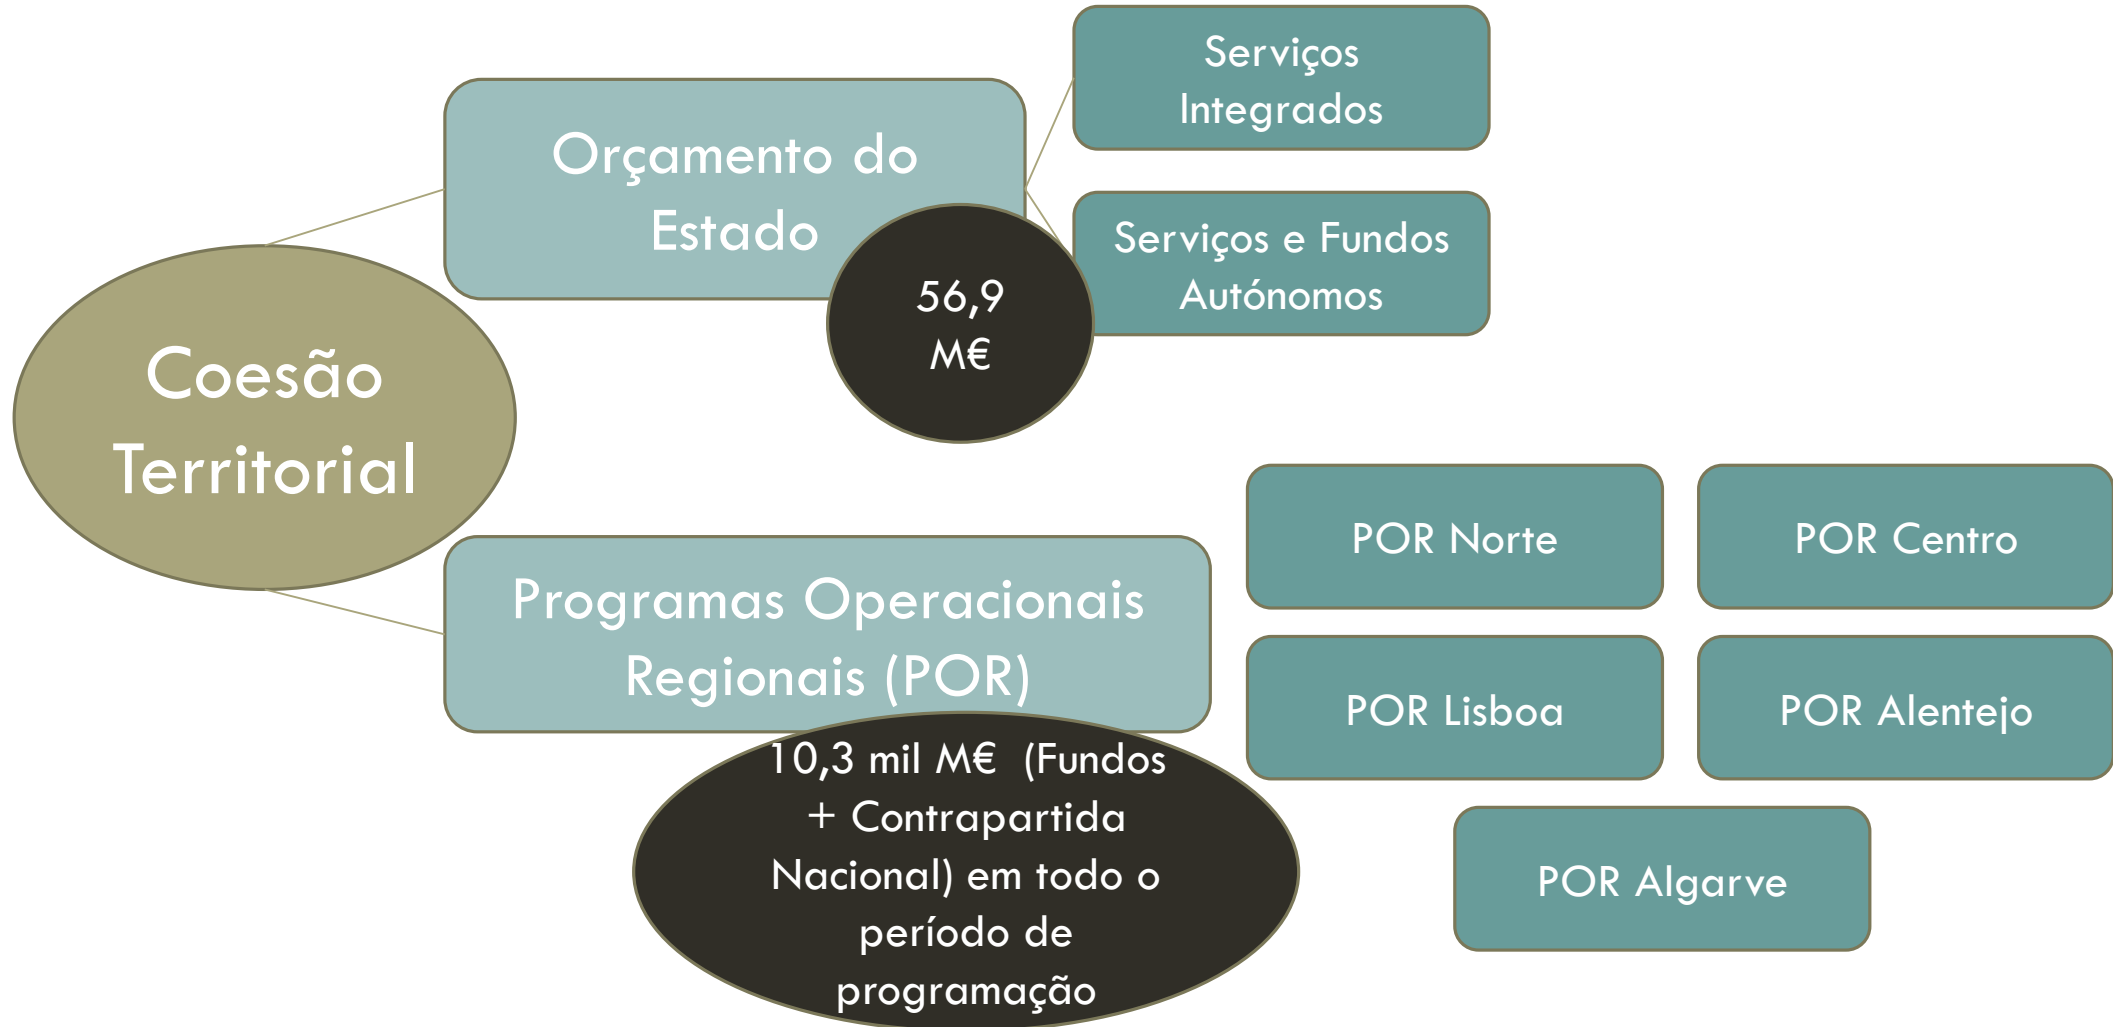 Coesão
Territorial
Orçamento do
Estado
56,9
M€
Serviços
Integrados
Serviços e Fundos
Autónomos
Programas Operacionais
Regionais (POR)
10,3 mil M€  (Fundos
+ Contrapartida
Nacional) em todo o
período de
programação
POR Norte
POR Centro
POR Lisboa
POR Alentejo
POR Algarve